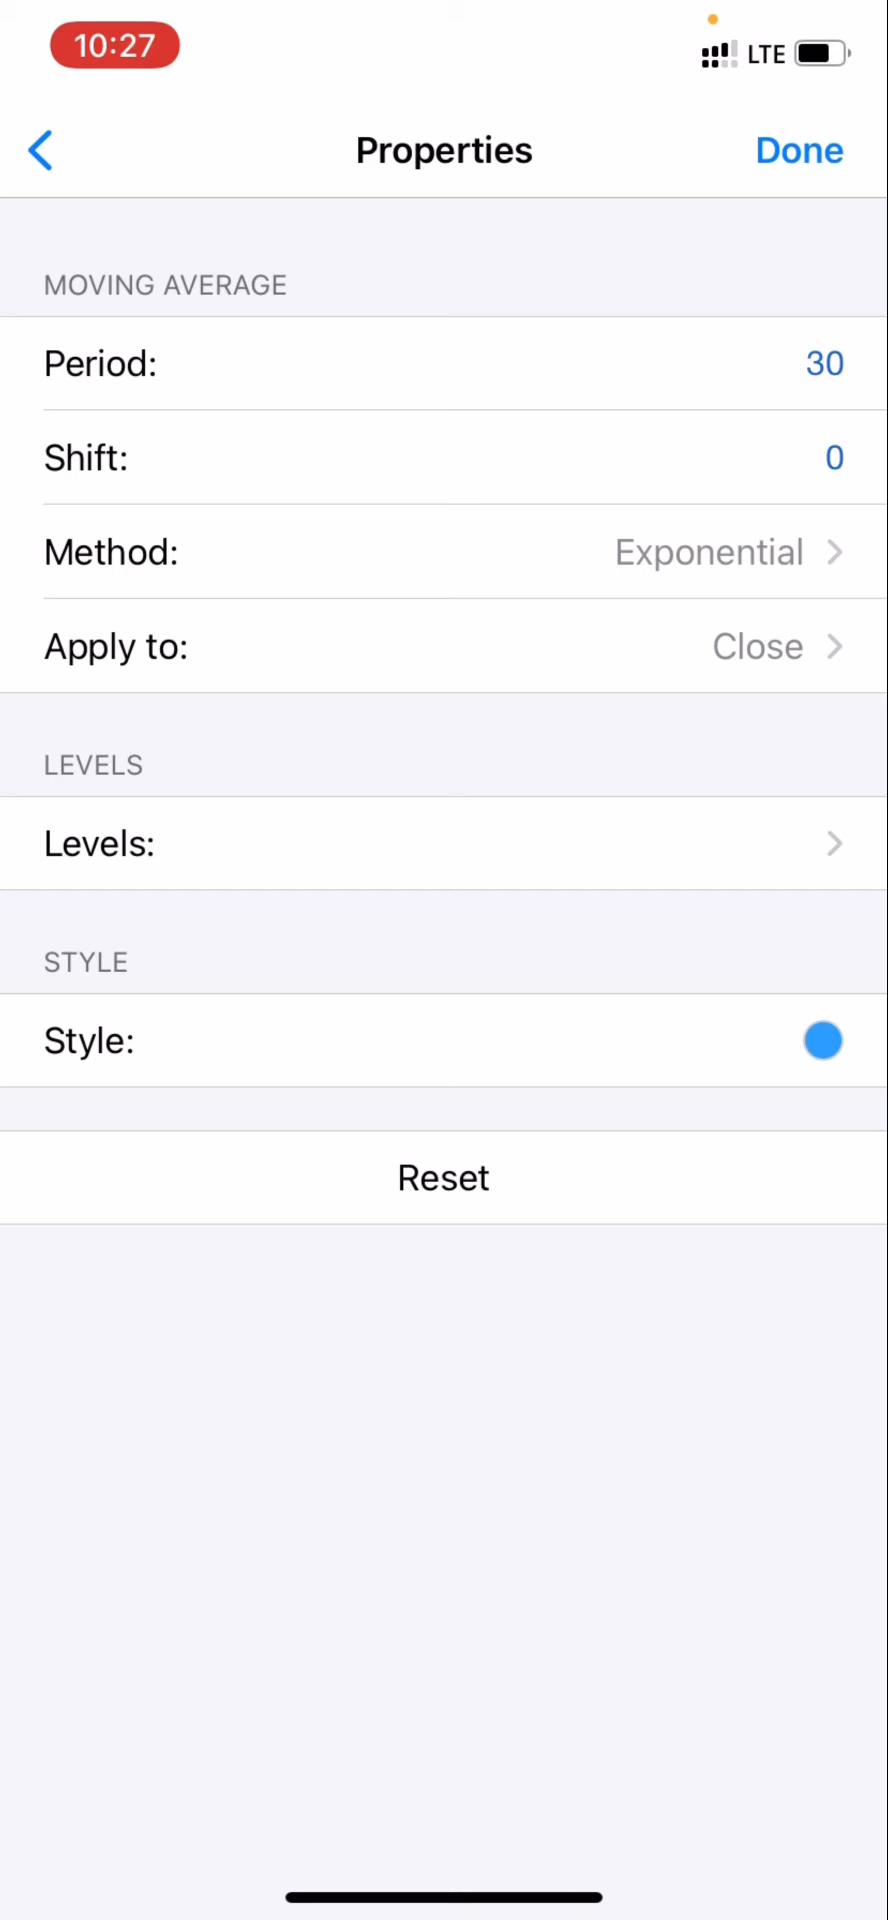 10:27
LTE
Properties
Done
MOVING AVERAGE
Period: 30
Shift: 0
Method: Exponential
Apply to: Close
LEVELS
Levels:
STYLE
Style:
Reset